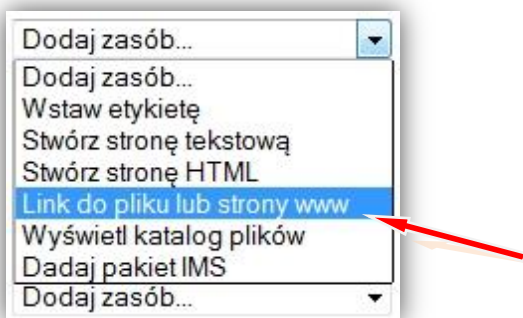 Dodaj zasób...
Dodaj zasób...
Wstaw etykietę
Stwórz stronę tekstową
Stwórz stronę HTML
Link do pliku lub strony www
Wyświetl katalog plików
Dadaj pakiet IMS
Dodaj zasób...